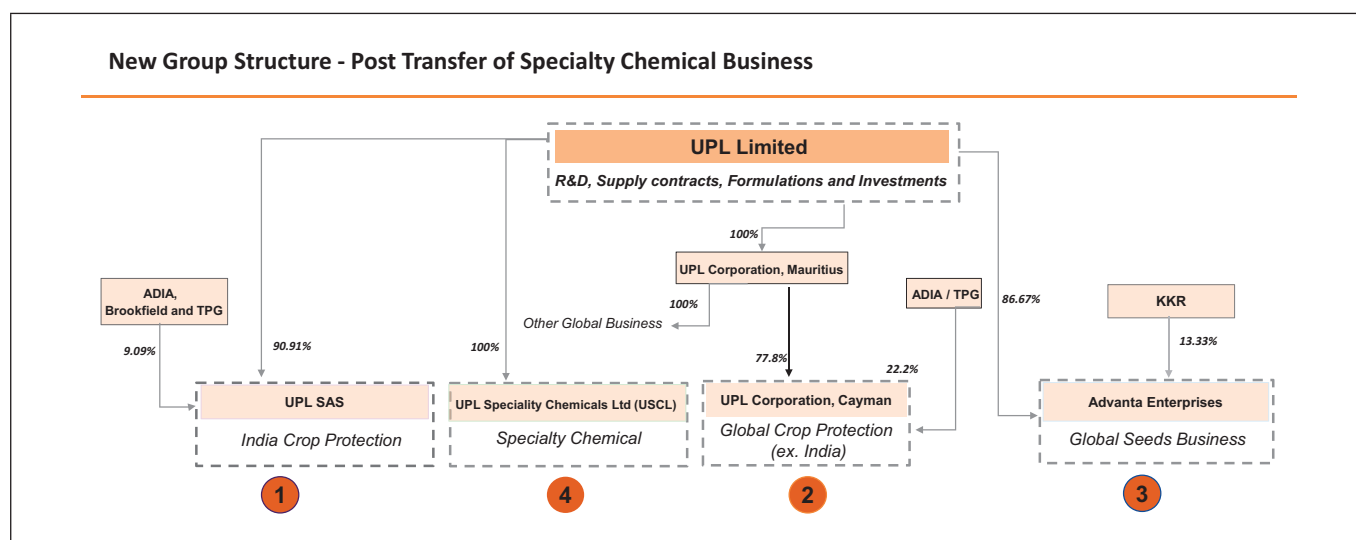 New Group Structure - Post Transfer of Specialty Chemical Business
UPL Limited
R&D, Supply contracts, Formulations and Investments
100%
UPL Corporation, Mauritius
ADIA,
Brookfield and TPG
ADIA / TPG
86.67%
KKR
100%
Other Global Business
9.09%
90.91%
100%
77.8%
22.2%
13.33%
UPL SAS
India Crop Protection
UPL Speciality Chemicals Ltd (USCL)
Specialty Chemical
UPL Corporation, Cayman
Global Crop Protection
(ex. India)
Advanta Enterprises
Global Seeds Business
1
4
2
3